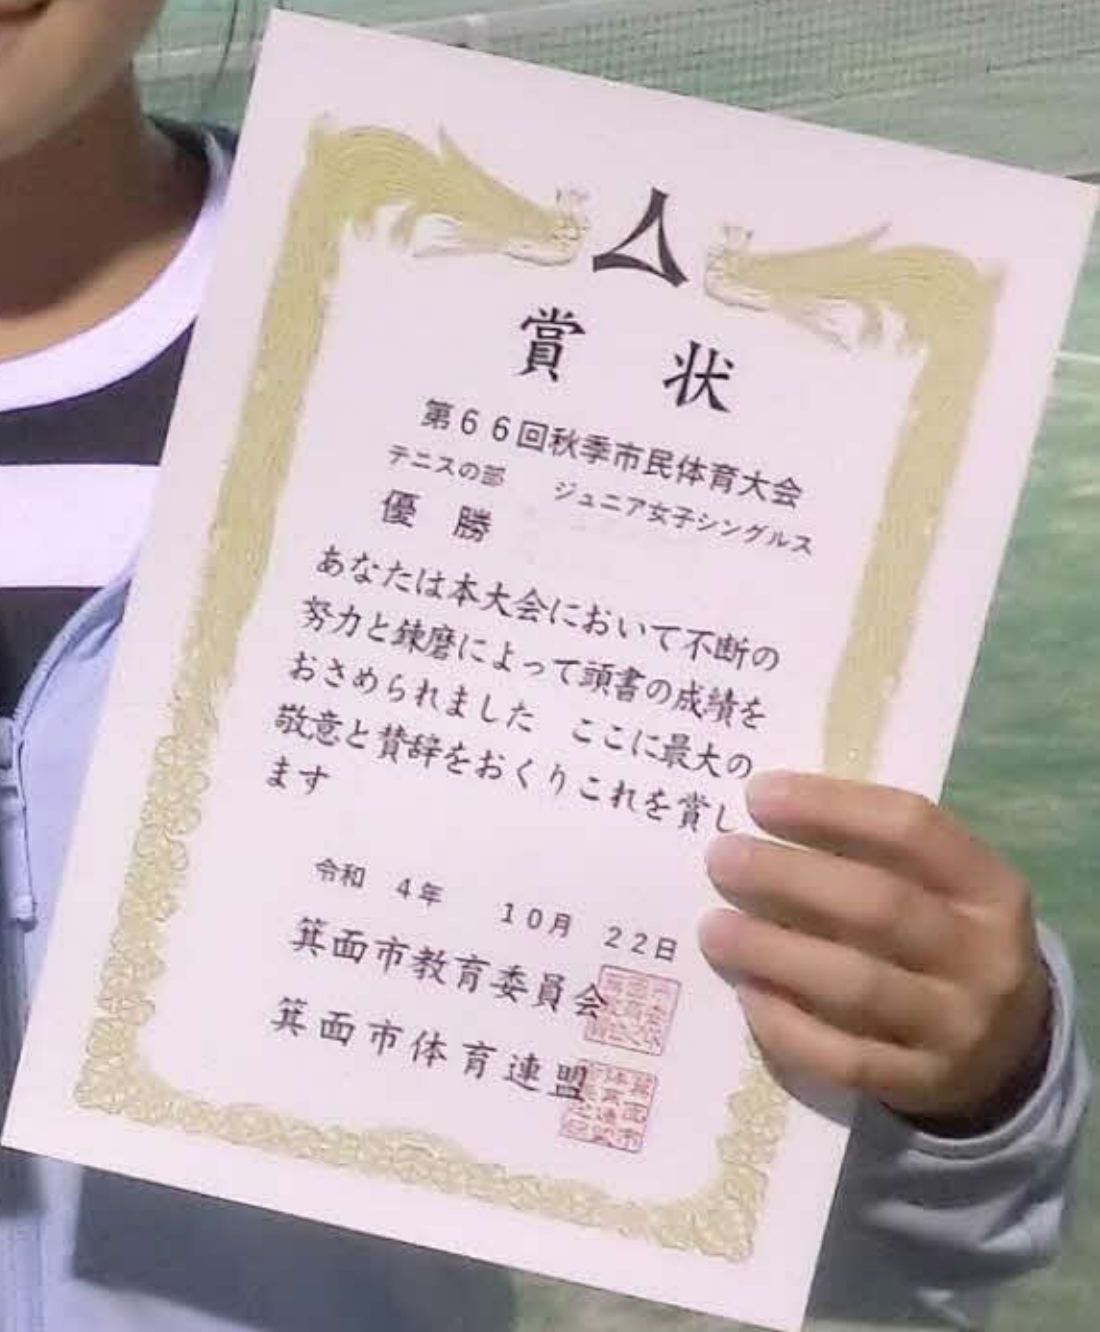 賞状
第66回秋季市民体育大会
テニスの部 ジュニア女子シングルス
優勝
あなたは本大会において不断の
努力と錬磨によって頭書の成績を
おさめられました ここに最大の
敬意と賛辞をおくりこれを賞し
ます
令和 4年 10月 22日
箕面市教育委員会
箕面市体育連盟